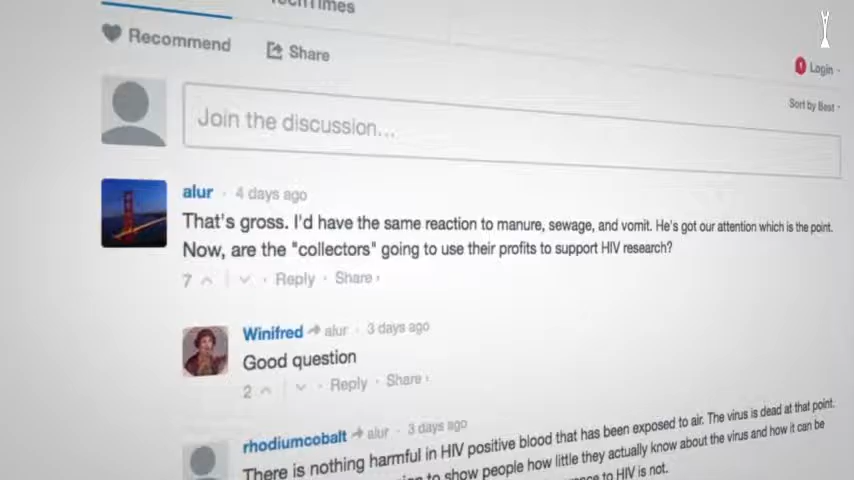 TechTimes
Recommend
Share
Login
Sort by Best
Join the discussion...
alur · 4 days ago
That's gross. I'd have the same reaction to manure, sewage, and vomit. He's got our attention which is the point.
Now, are the "collectors" going to use their profits to support HIV research?
7 · Reply · Share ›
Winifred alur · 3 days ago
Good question
2 · Reply · Share ›
rhodiumcobalt alur · 3 days ago
There is nothing harmful in HIV positive blood that has been exposed to air. The virus is dead at that point.
to show people how little they actually know about the virus and how it can be
to HIV is not.